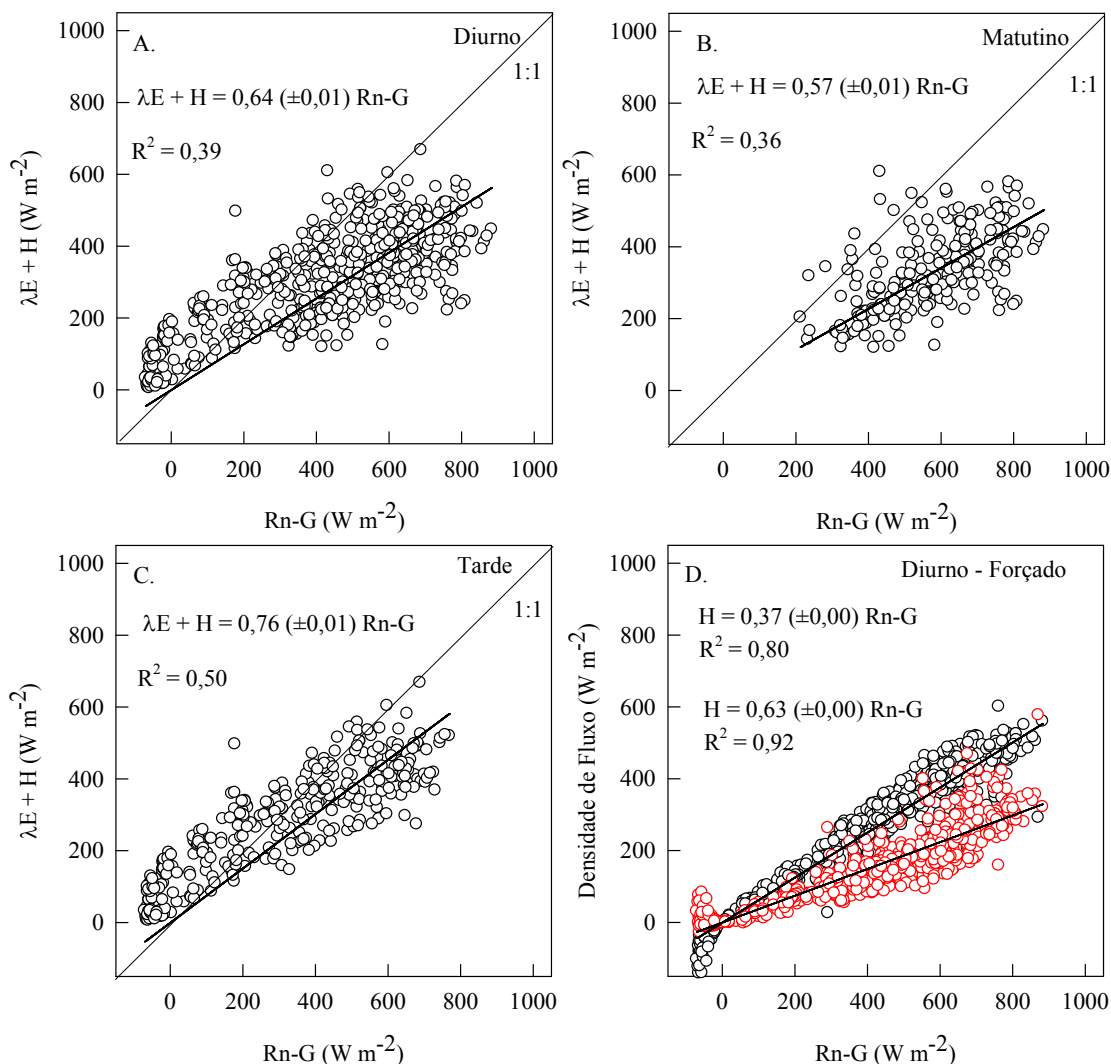 A.
Diurno
1:1
λE + H = 0,64 (±0,01) Rn-G
R² = 0,39
λE + H (W m⁻²)
1000
800
600
400
200
0
0 200 400 600 800 1000
Rn-G (W m⁻²)
B.
Matutino
1:1
λE + H = 0,57 (±0,01) Rn-G
R² = 0,36
λE + H (W m⁻²)
1000
800
600
400
200
0
0 200 400 600 800 1000
Rn-G (W m⁻²)
C.
Tarde
1:1
λE + H = 0,76 (±0,01) Rn-G
R² = 0,50
λE + H (W m⁻²)
1000
800
600
400
200
0
0 200 400 600 800 1000
Rn-G (W m⁻²)
D.
Diurno - Forçado
H = 0,37 (±0,00) Rn-G
R² = 0,80
H = 0,63 (±0,00) Rn-G
R² = 0,92
Densidade de Fluxo (W m⁻²)
1000
800
600
400
200
0
0 200 400 600 800 1000
Rn-G (W m⁻²)